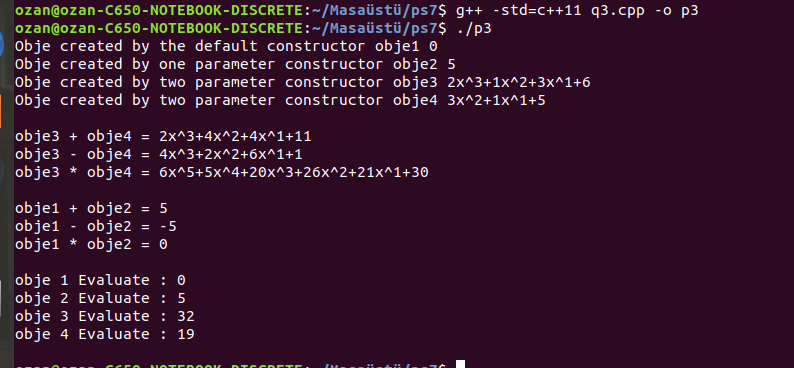 ozan@ozan-C650-NOTEBOOK-DISCRETE:~/Masaüstü/ps7$ g++ -std=c++11 q3.cpp -o p3
ozan@ozan-C650-NOTEBOOK-DISCRETE:~/Masaüstü/ps7$ ./p3
Obje created by the default constructor obje1 0
Obje created by one parameter constructor obje2 5
Obje created by two parameter constructor obje3 2x^3+1x^2+3x^1+6
Obje created by two parameter constructor obje4 3x^2+1x^1+5
obje3 + obje4 = 2x^3+4x^2+4x^1+11
obje3 - obje4 = 4x^3+2x^2+6x^1+1
obje3 * obje4 = 6x^5+5x^4+20x^3+26x^2+21x^1+30
obje1 + obje2 = 5
obje1 - obje2 = -5
obje1 * obje2 = 0
obje 1 Evaluate : 0
obje 2 Evaluate : 5
obje 3 Evaluate : 32
obje 4 Evaluate : 19
ozan@ozan-C650-NOTEBOOK-DISCRETE:~/Masaüstü/ps7$